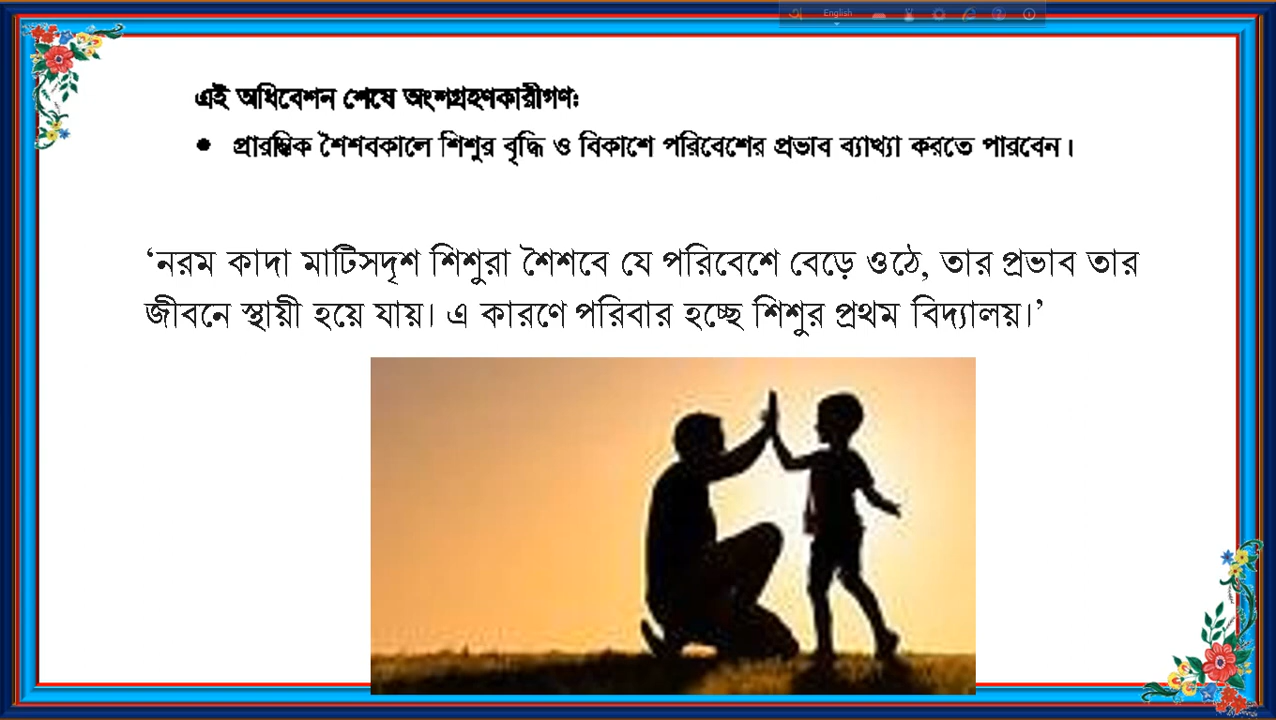 English
এই অধিবেশন শেষে অংশগ্রহণকারীগণঃ
● প্রারম্ভিক শৈশবকালে শিশুর বৃদ্ধি ও বিকাশে পরিবেশের প্রভাব ব্যাখ্যা করতে পারবেন।
‘নরম কাদা মাটিসদৃশ শিশুরা শৈশবে যে পরিবেশে বেড়ে ওঠে, তার প্রভাব তার
জীবনে স্থায়ী হয়ে যায়। এ কারণে পরিবার হচ্ছে শিশুর প্রথম বিদ্যালয়।’